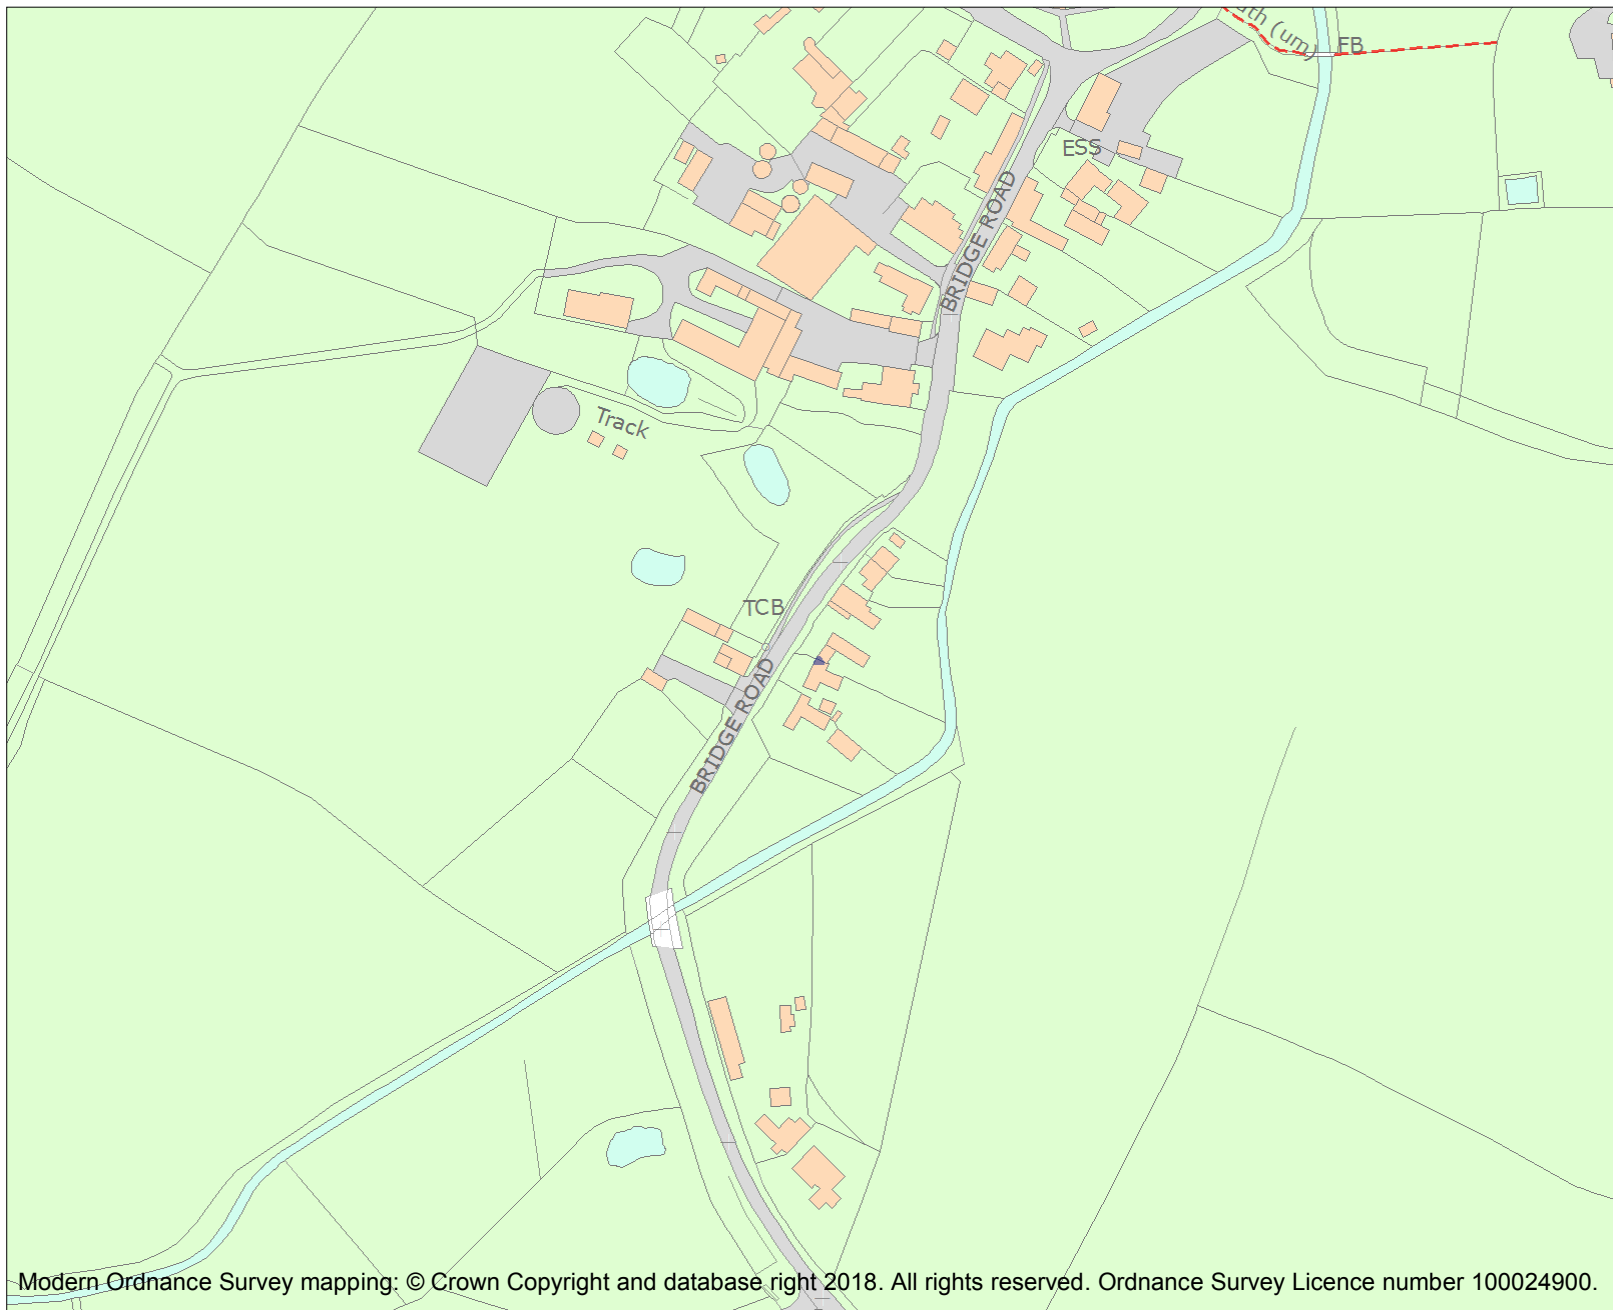 (um)
FB
ESS
BRIDGE ROAD
Track
TCB
BRIDGE ROAD
Modern Ordnance Survey mapping: © Crown Copyright and database right 2018. All rights reserved. Ordnance Survey Licence number 100024900.